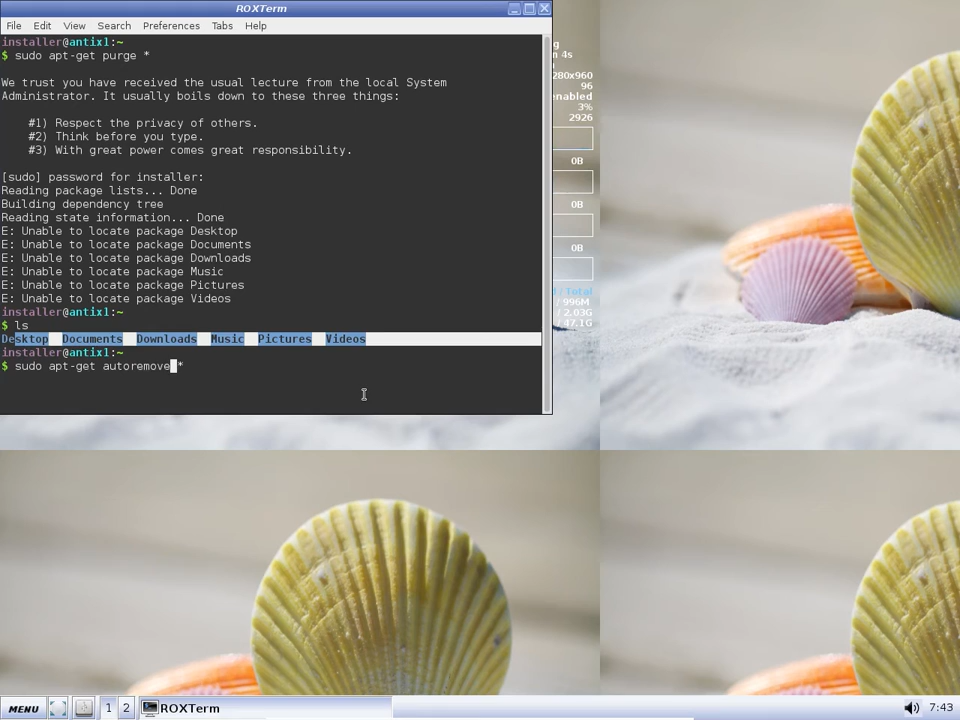 ROXTerm
File Edit View Search Preferences Tabs Help
installer@antix1:~
$ sudo apt-get purge *
We trust you have received the usual lecture from the local System
Administrator. It usually boils down to these three things:
#1) Respect the privacy of others.
#2) Think before you type.
#3) With great power comes great responsibility.
[sudo] password for installer:
Reading package lists... Done
Building dependency tree
Reading state information... Done
E: Unable to locate package Desktop
E: Unable to locate package Documents
E: Unable to locate package Downloads
E: Unable to locate package Music
E: Unable to locate package Pictures
E: Unable to locate package Videos
installer@antix1:~
$ ls
Desktop Documents Downloads Music Pictures Videos
installer@antix1:~
$ sudo apt-get autoremove *
g
n 4s
280x960
96
enabled
3%
2926
0B
0B
0B
/ Total
/ 996M
/ 2.03G
/ 47.1G
MENU 1 2 ROXTerm 7:43